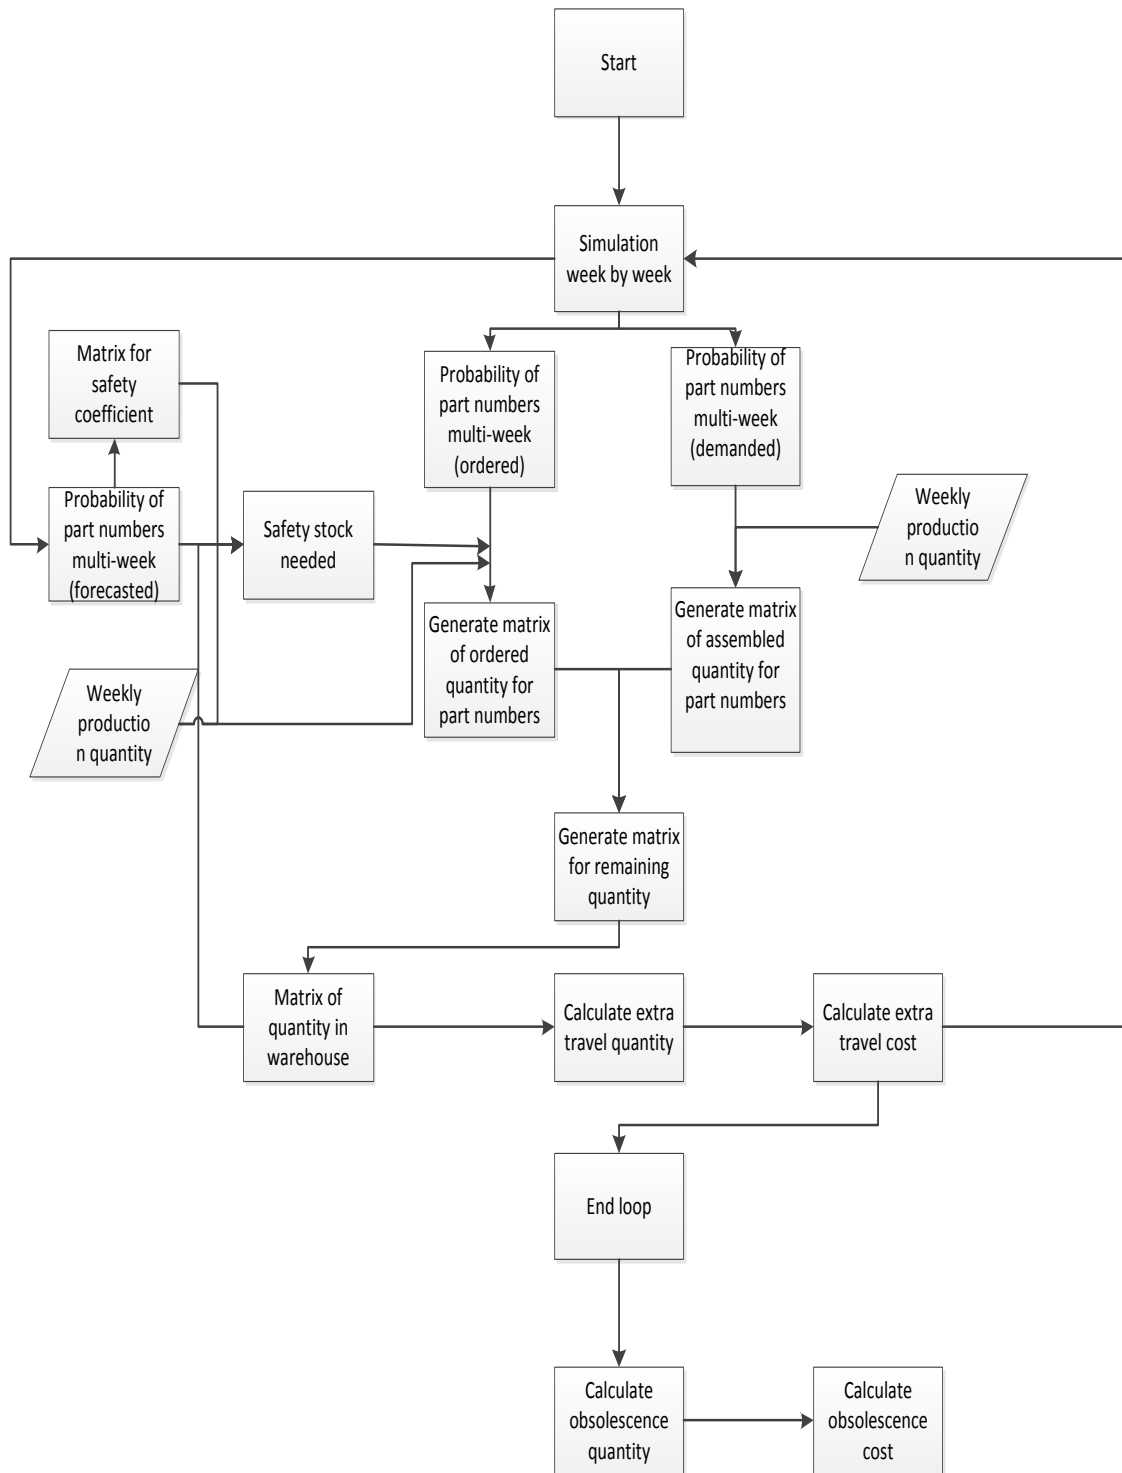 Start
Simulation
week by week
Matrix for
safety
coefficient
Probability of
part numbers
multi-week
(ordered)
Probability of
part numbers
multi-week
(demanded)
Probability of
part numbers
multi-week
(forecasted)
Safety stock
needed
Weekly
productio
n quantity
Generate matrix
of ordered
quantity for
part numbers
Generate matrix
of assembled
quantity for
part numbers
Weekly
productio
n quantity
Generate matrix
for remaining
quantity
Matrix of
quantity in
warehouse
Calculate extra
travel quantity
Calculate extra
travel cost
End loop
Calculate
obsolescence
quantity
Calculate
obsolescence
cost